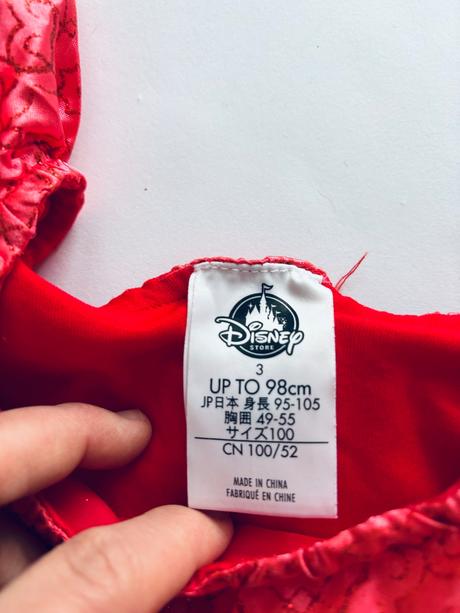 Disney
STORE
3
UP TO 98cm
JP日本 身長 95-105
胸囲 49-55
サイズ100
CN 100/52
MADE IN CHINA
FABRIQUÉ EN CHINE